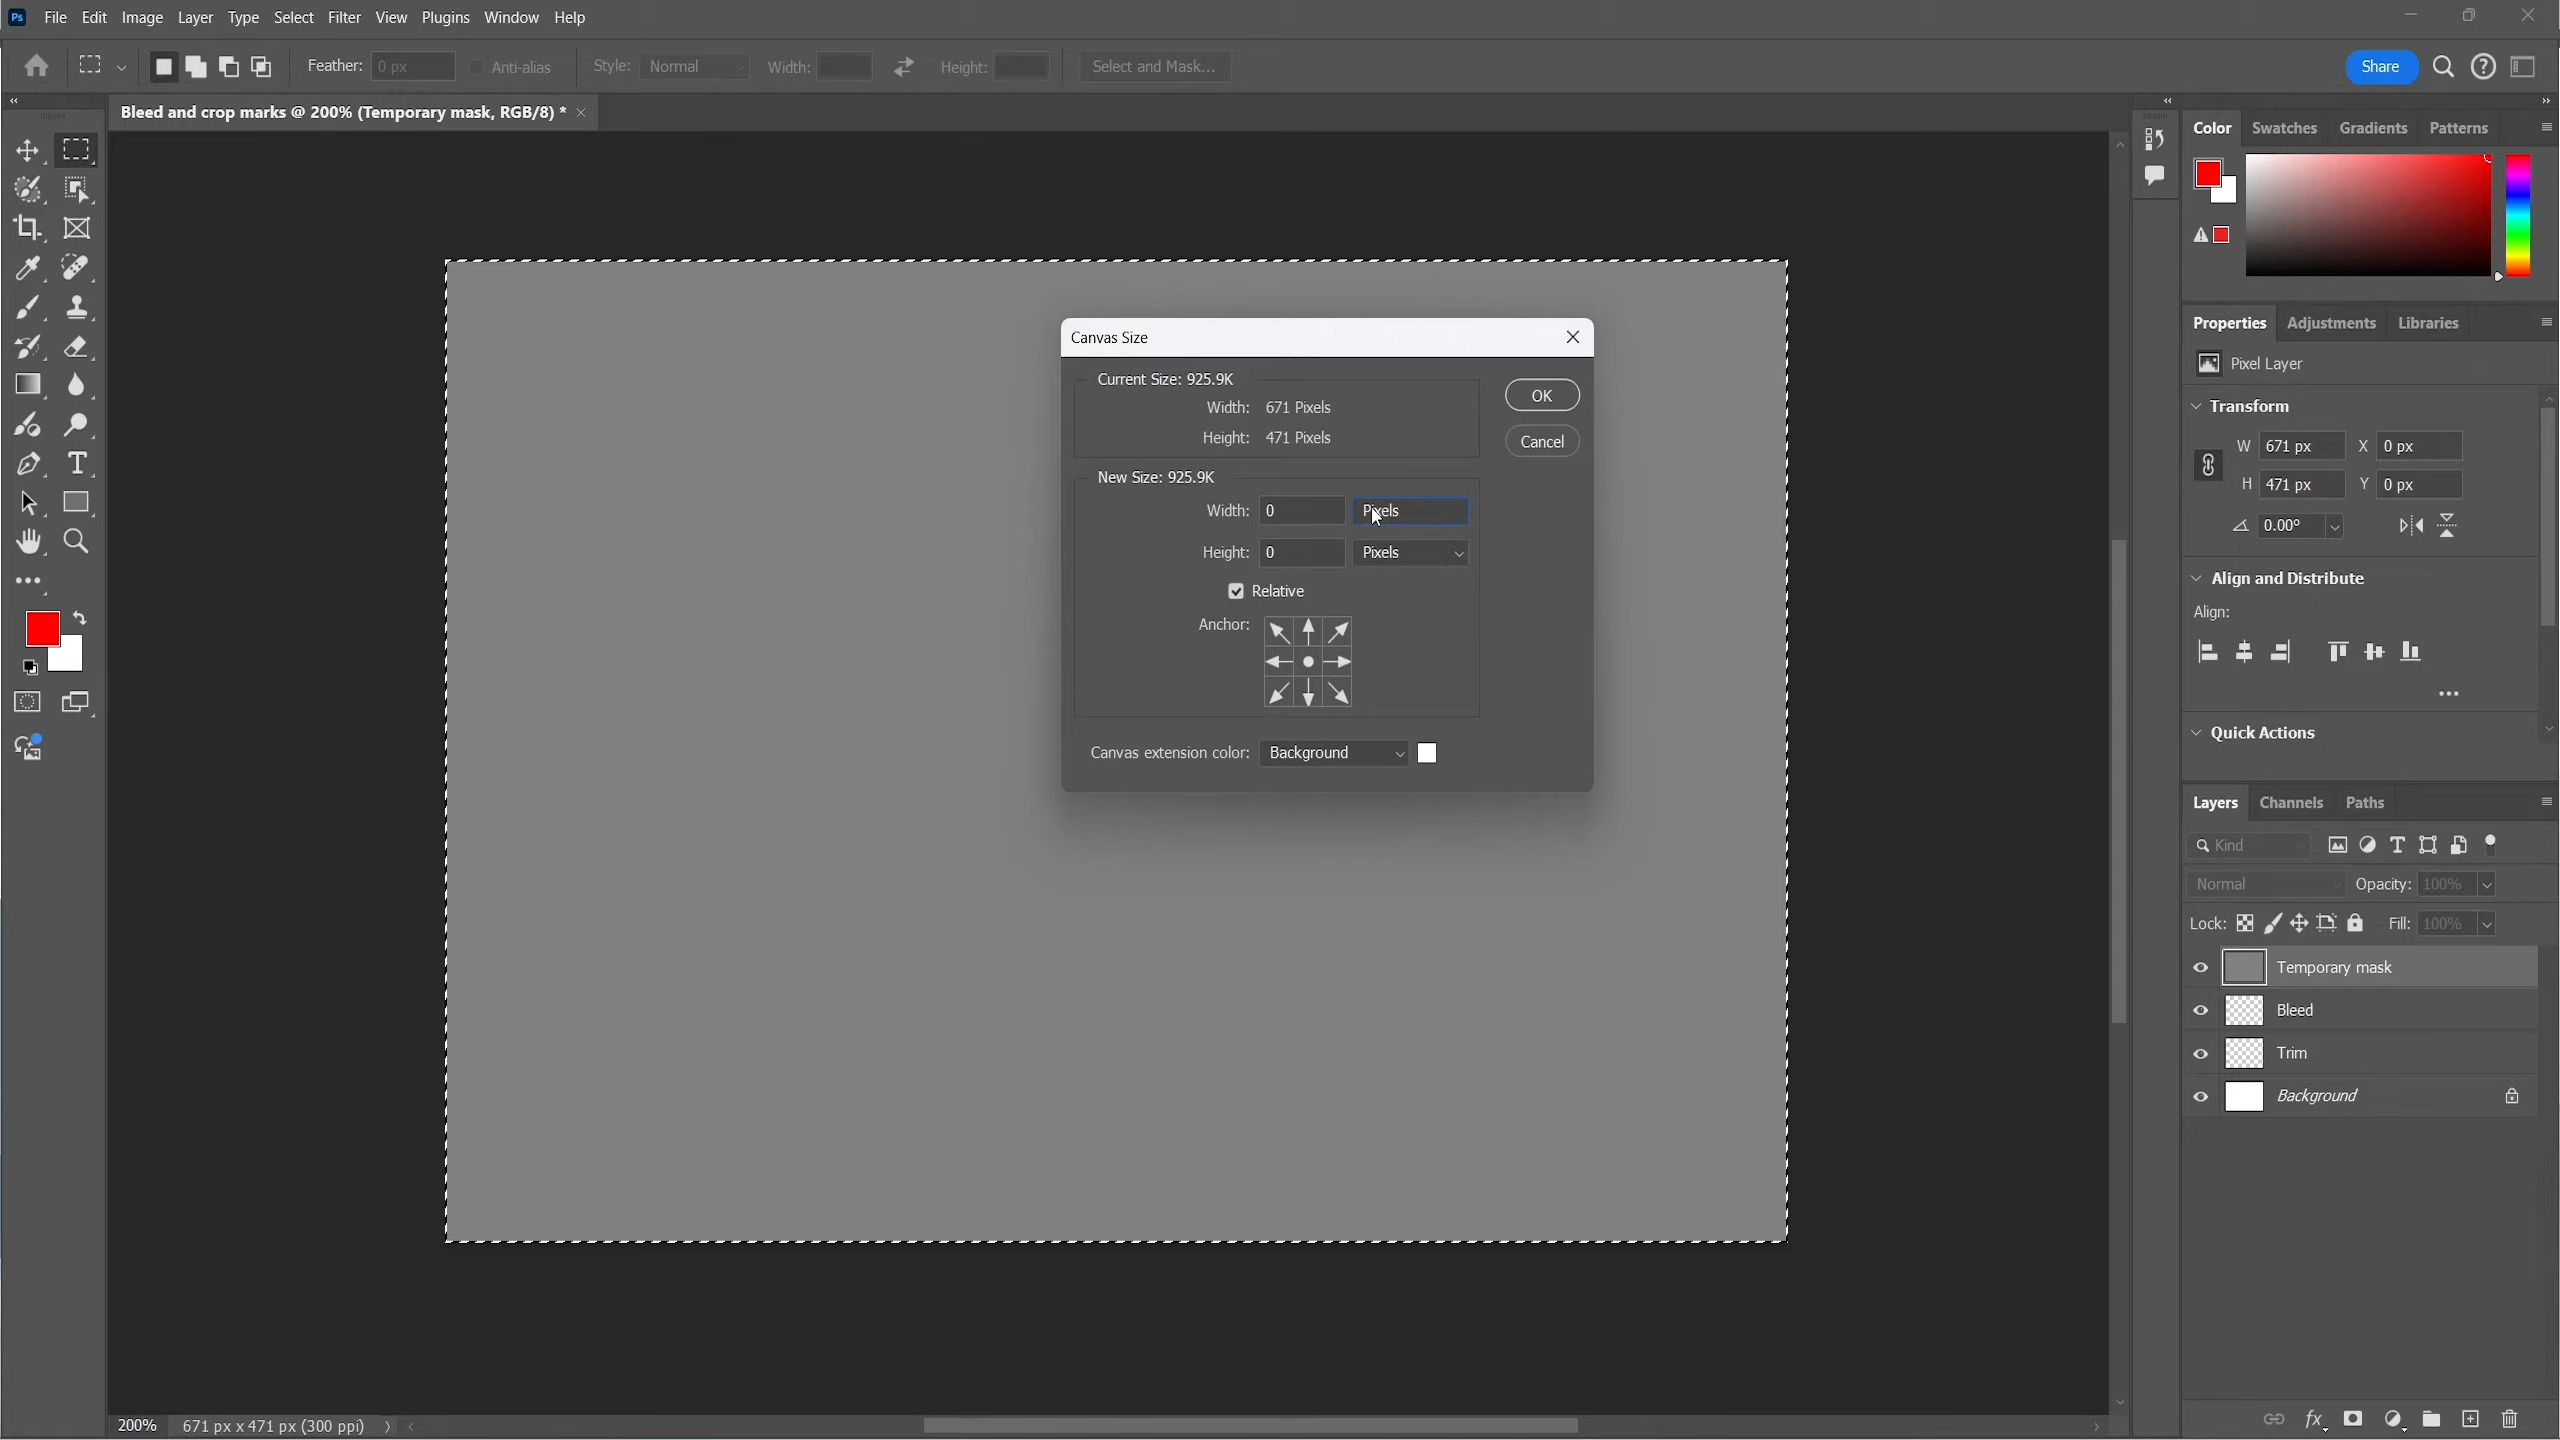 Ps File Edit Image Layer Type Select Filter View Plugins Window Help
Feather: 0 px Anti-alias Style: Normal Width: Height: Select and Mask... Share
Bleed and crop marks @ 200% (Temporary mask, RGB/8) * ×
Canvas Size
Current Size: 925.9K
Width: 671 Pixels
Height: 471 Pixels
OK
Cancel
New Size: 925.9K
Width: 0 Pixels
Height: 0 Pixels
Relative
Anchor:
Canvas extension color: Background
Color Swatches Gradients Patterns
Properties Adjustments Libraries
Pixel Layer
Transform
W 671 px X 0 px
H 471 px Y 0 px
0.00°
Align and Distribute
Align:
Quick Actions
Layers Channels Paths
Kind
Normal Opacity: 100%
Lock: Fill: 100%
Temporary mask
Bleed
Trim
Background
fx
200% 671 px x 471 px (300 ppi)